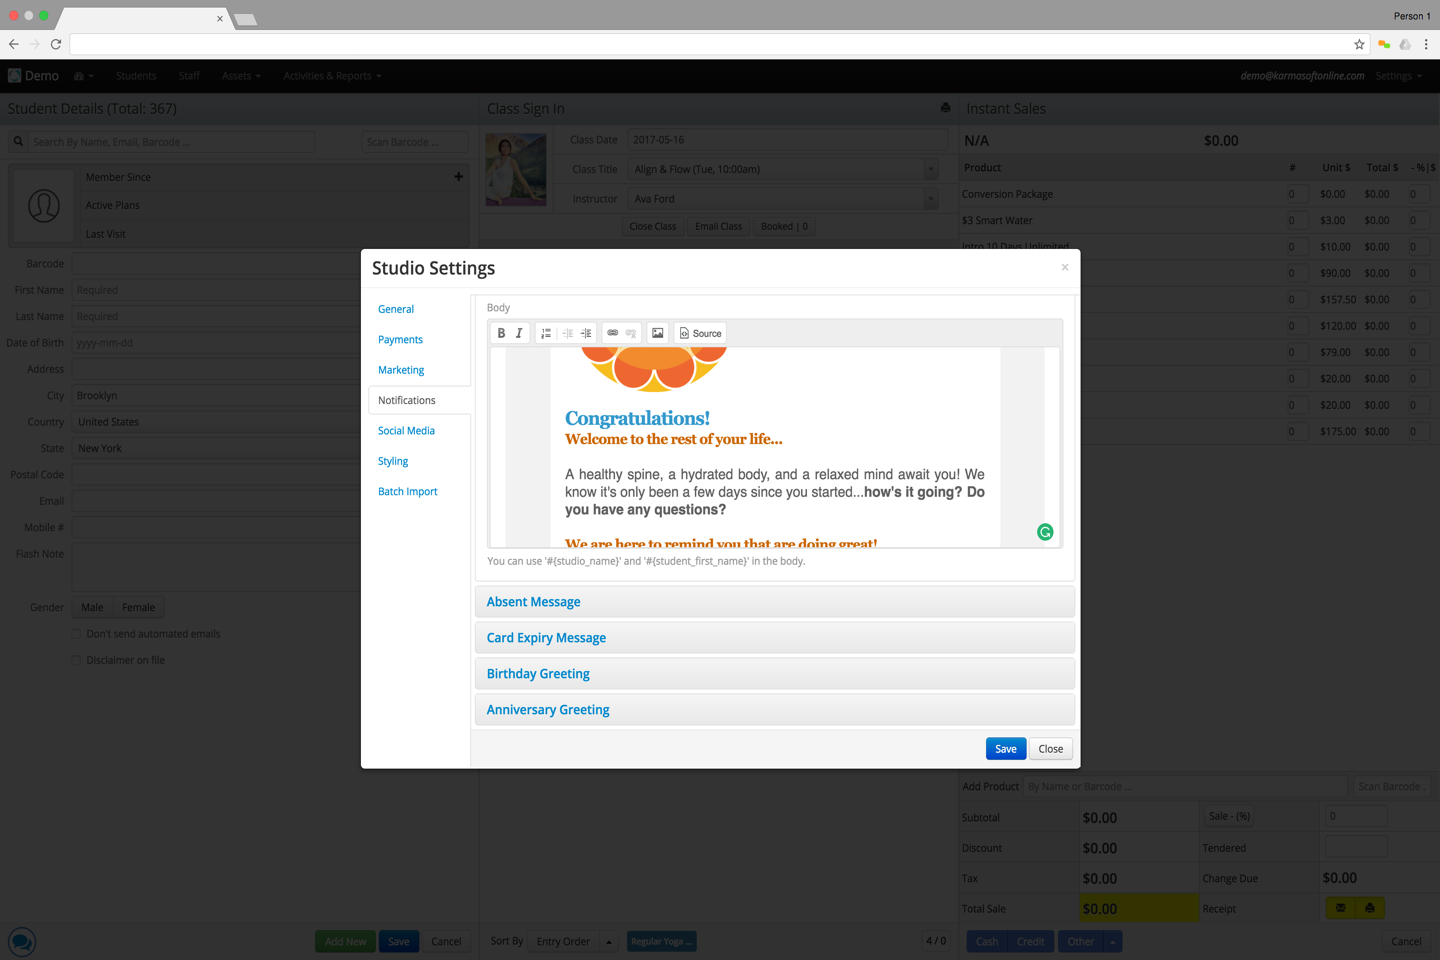 Person 1
Demo
Students
Staff
Assets
Activities & Reports
demo@karmasoftonline.com
Settings
Student Details (Total: 367)
Search By Name, Email, Barcode ...
Scan Barcode ...
Member Since
Active Plans
Last Visit
Barcode
First Name Required
Last Name Required
Date of Birth yyyy-mm-dd
Address
City Brooklyn
Country United States
State New York
Postal Code
Email
Mobile #
Flash Note
Gender Male Female
Don't send automated emails
Disclaimer on file
Add New Save Cancel
Class Sign In
Class Date 2017-05-16
Class Title Align & Flow (Tue, 10:00am)
Instructor Ava Ford
Close Class Email Class Booked | 0
Studio Settings
×
General
Payments
Marketing
Notifications
Social Media
Styling
Batch Import
Body
B I Source
Congratulations!
Welcome to the rest of your life...
A healthy spine, a hydrated body, and a relaxed mind await you! We
know it's only been a few days since you started...how's it going? Do
you have any questions?
We are here to remind you that are doing great!
You can use '#{studio_name}' and '#{student_first_name}' in the body.
Absent Message
Card Expiry Message
Birthday Greeting
Anniversary Greeting
Save Close
Sort By Entry Order Regular Yoga ... 4 / 0
Instant Sales
N/A $0.00
Product # Unit $ Total $ - %|$
Conversion Package 0 $0.00 $0.00 0
$3 Smart Water 0 $3.00 $0.00 0
Intro 10 Days Unlimited 0 $10.00 $0.00 0
0 $90.00 $0.00 0
0 $157.50 $0.00 0
0 $120.00 $0.00 0
0 $79.00 $0.00 0
0 $20.00 $0.00 0
0 $20.00 $0.00 0
0 $175.00 $0.00 0
Add Product By Name or Barcode ... Scan Barcode .
Subtotal $0.00 Sale - (%) 0
Discount $0.00 Tendered
Tax $0.00 Change Due $0.00
Total Sale $0.00 Receipt
Cash Credit Other Cancel